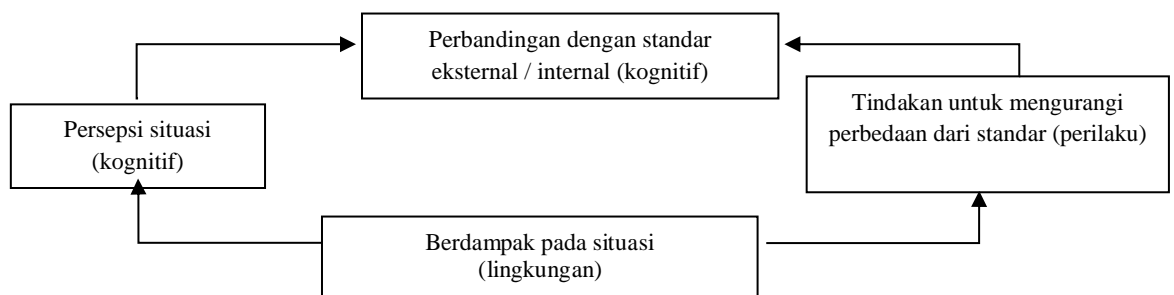 Perbandingan dengan standar
eksternal / internal (kognitif)
Persepsi situasi
(kognitif)
Tindakan untuk mengurangi
perbedaan dari standar (perilaku)
Berdampak pada situasi
(lingkungan)